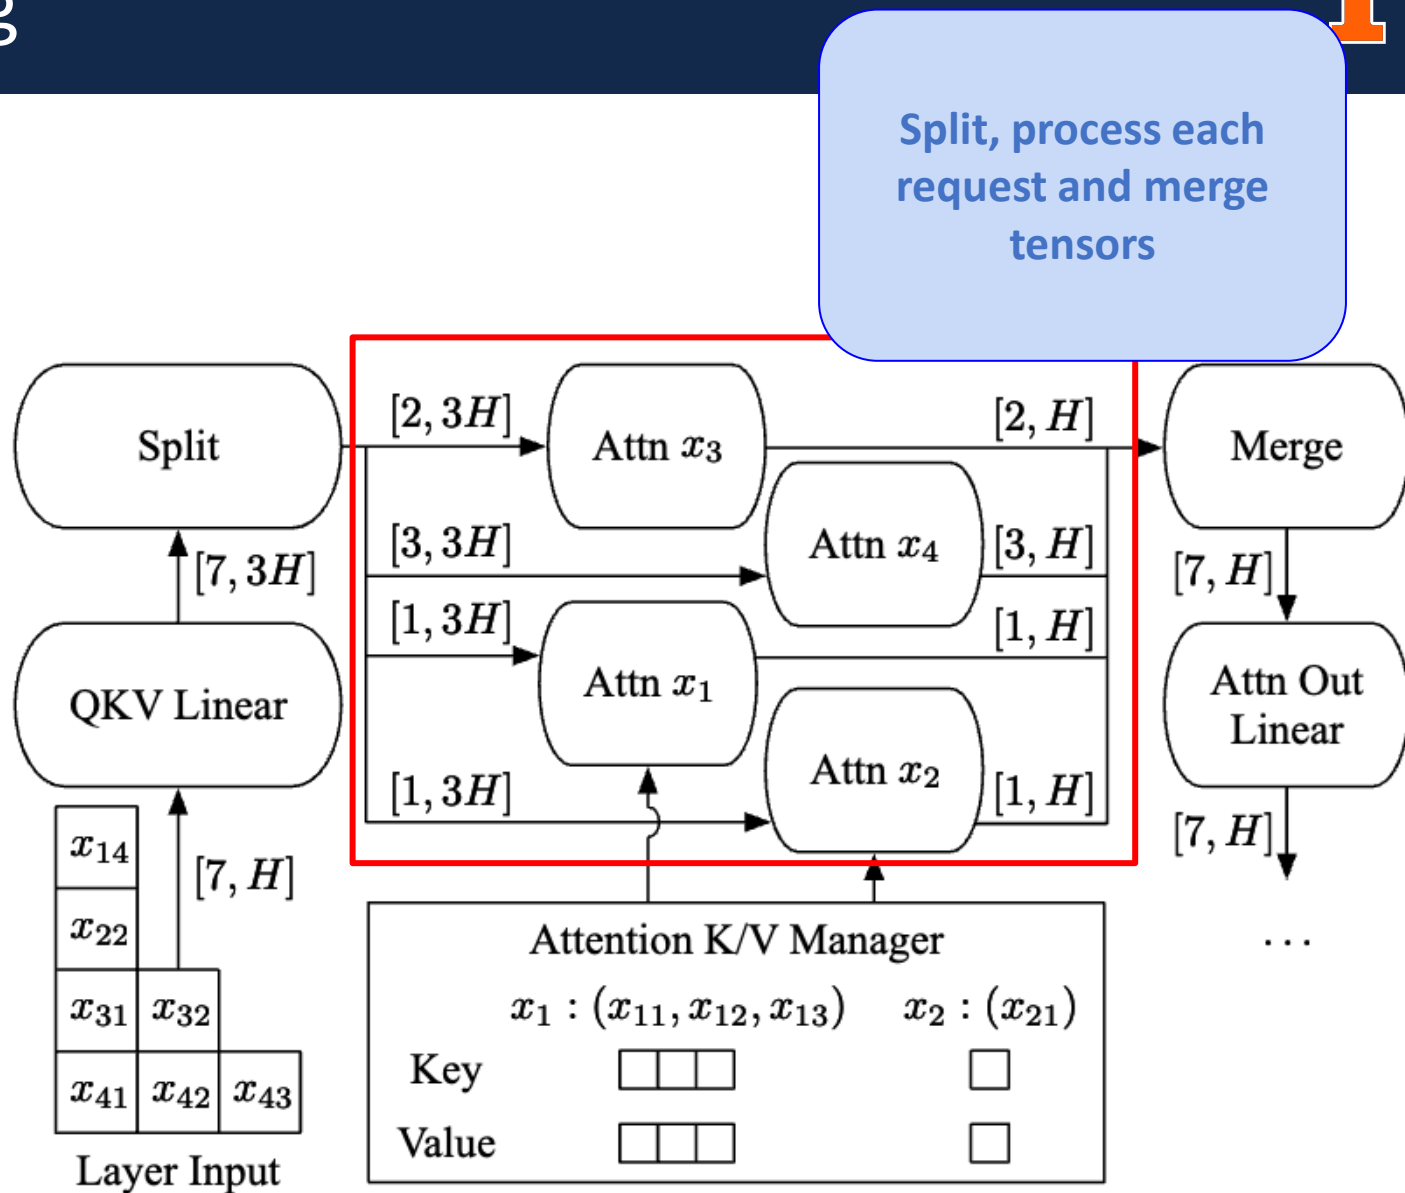 g
I
Split, process each
request and merge
tensors
Split
[2, 3H]
Attn x₃
[2, H]
Merge
[3, 3H]
Attn x₄
[3, H]
[7, 3H]
[7, H]
[1, 3H]
Attn x₁
[1, H]
QKV Linear
Attn Out
Linear
[1, 3H]
Attn x₂
[1, H]
[7, H]
[7, H]
x₁₄
x₂₂
x₃₁ x₃₂
x₄₁ x₄₂ x₄₃
Layer Input
Attention K/V Manager
x₁ : (x₁₁, x₁₂, x₁₃) x₂ : (x₂₁)
Key
Value
...